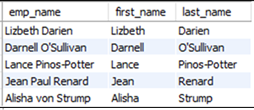 emp_name first_name last_name
Lizbeth Darien Lizbeth Darien
Darnell O'Sullivan Darnell O'Sullivan
Lance Pinos-Potter Lance Pinos-Potter
Jean Paul Renard Jean Renard
Alisha von Strump Alisha Strump